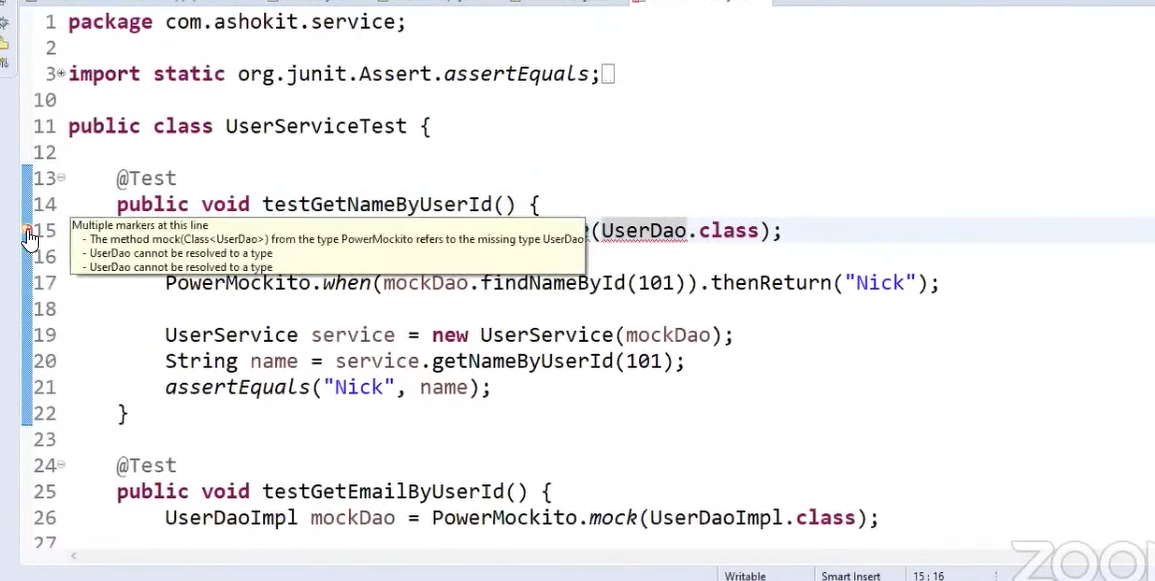 1 package com.ashokit.service;
2
3 import static org.junit.Assert.assertEquals;
10
11 public class UserServiceTest {
12
13 @Test
14 public void testGetNameByUserId() {
15 (UserDao.class);
Multiple markers at this line
- The method mock(Class<UserDao>) from the type PowerMockito refers to the missing type UserDao
- UserDao cannot be resolved to a type
- UserDao cannot be resolved to a type
16
17 PowerMockito.when(mockDao.findNameById(101)).thenReturn("Nick");
18
19 UserService service = new UserService(mockDao);
20 String name = service.getNameByUserId(101);
21 assertEquals("Nick", name);
22 }
23
24 @Test
25 public void testGetEmailByUserId() {
26 UserDaoImpl mockDao = PowerMockito.mock(UserDaoImpl.class);
27
Writable Smart Insert 15 : 16